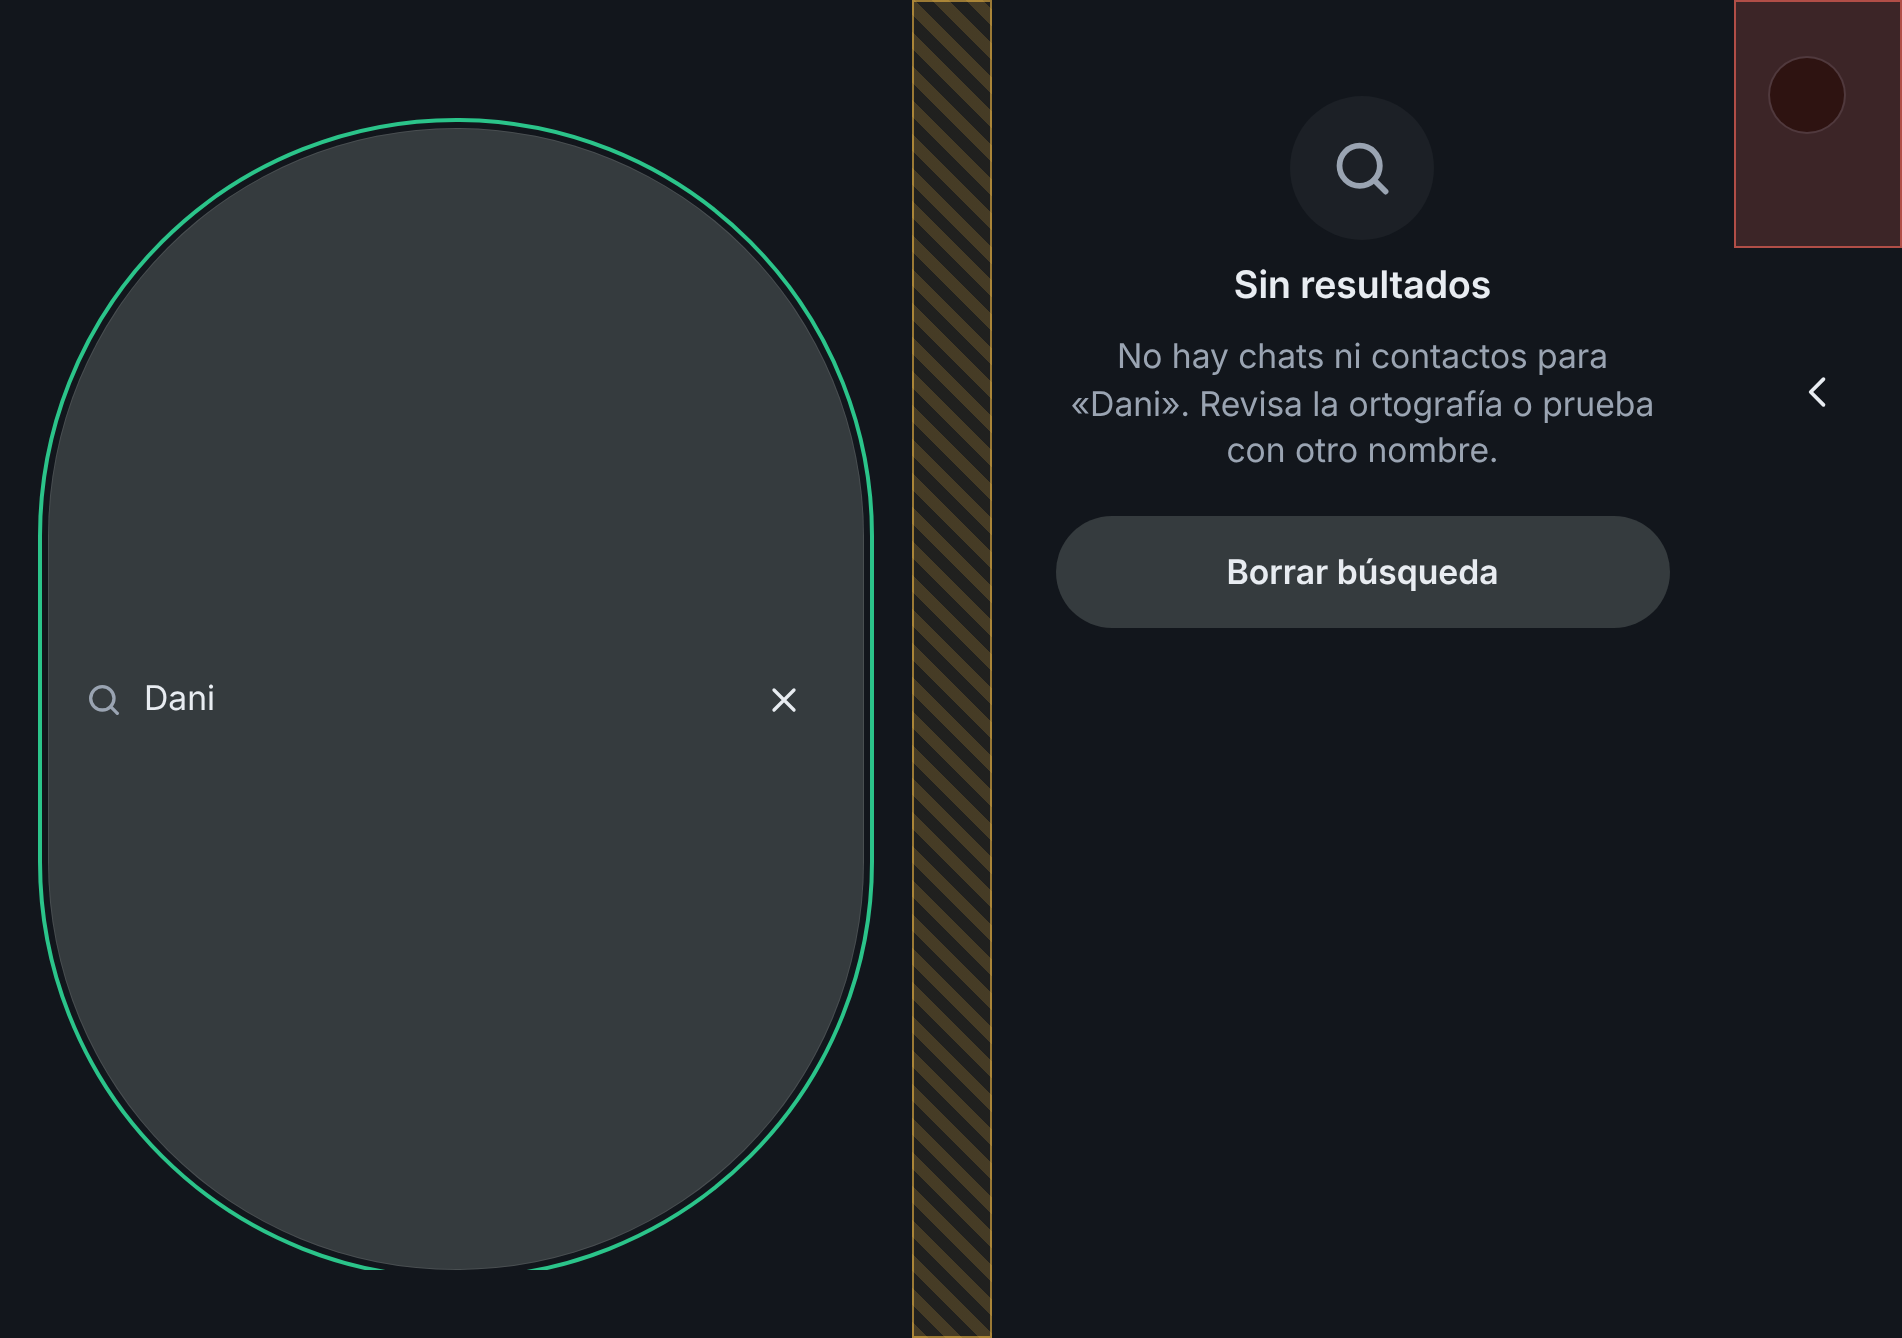 Dani
Sin resultados
No hay chats ni contactos para
«Dani». Revisa la ortografía o prueba
con otro nombre.
Borrar búsqueda